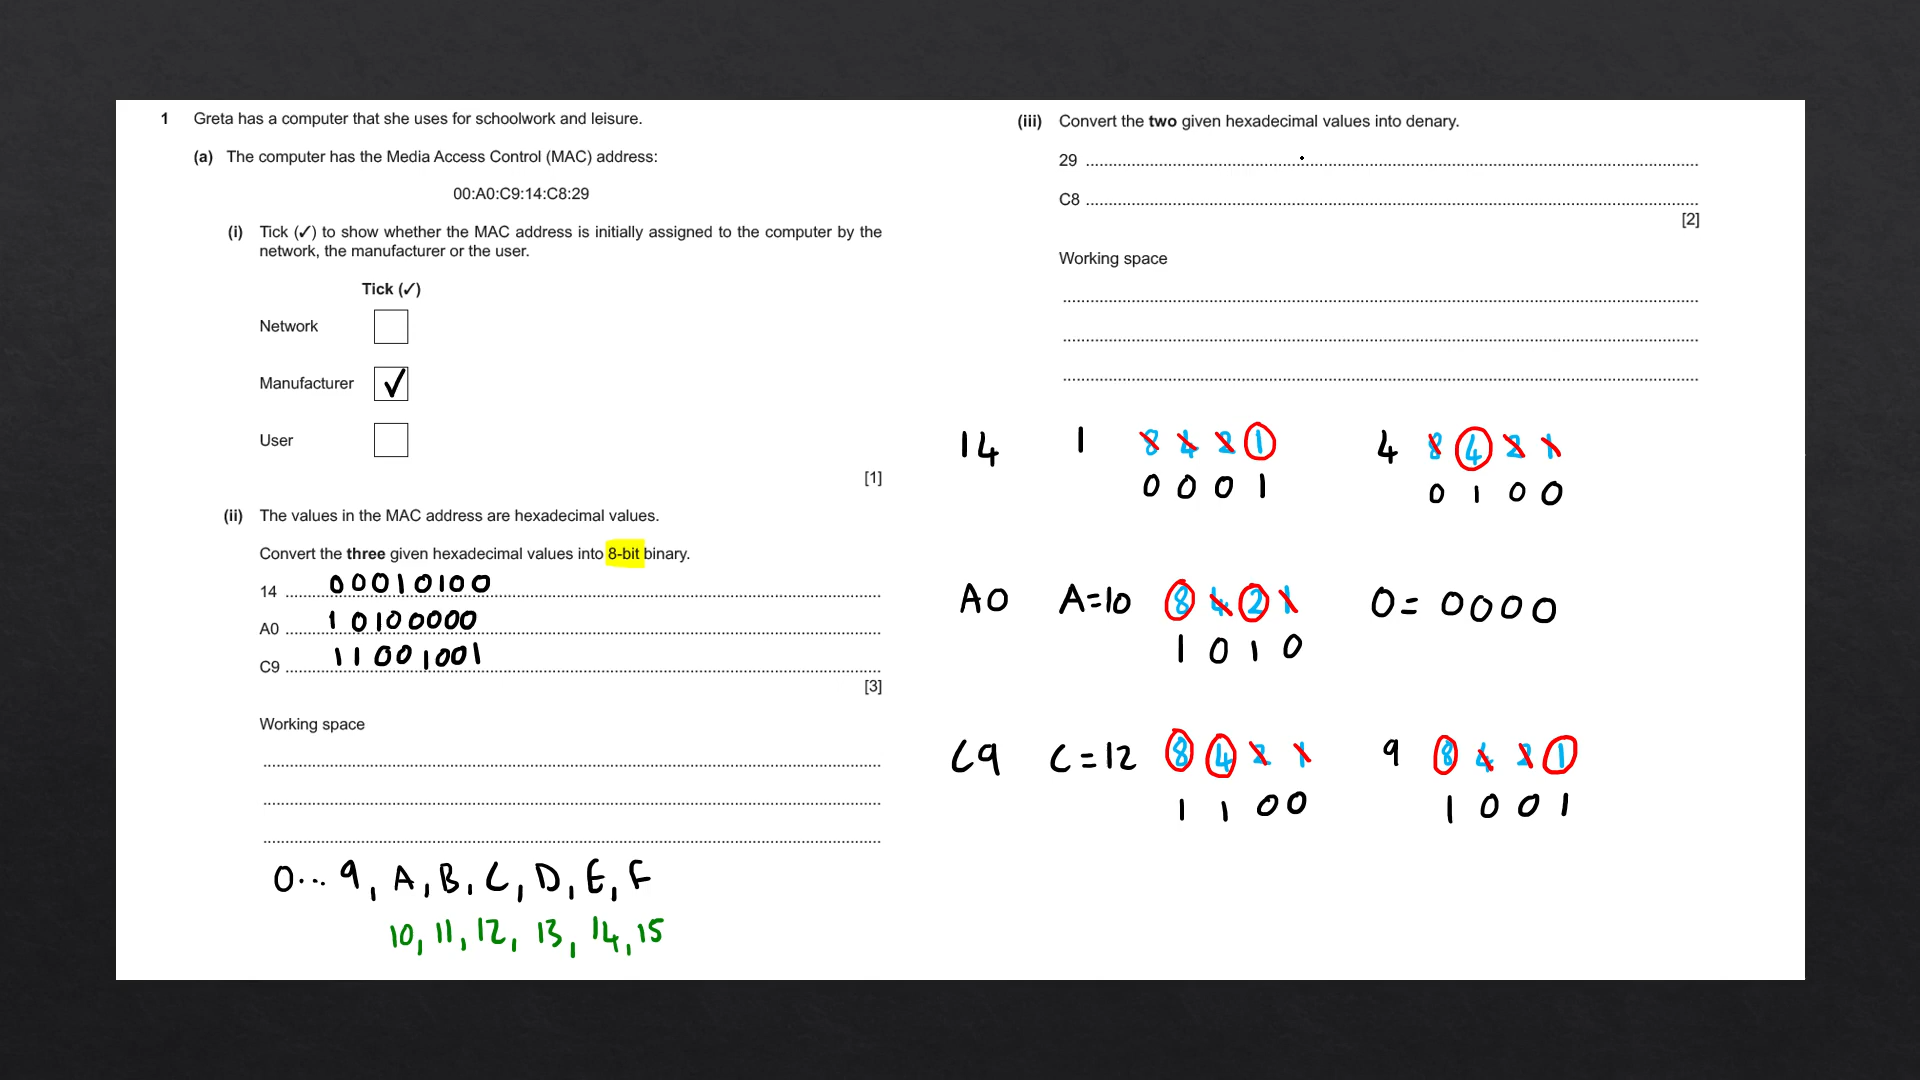 1 Greta has a computer that she uses for schoolwork and leisure.
(a) The computer has the Media Access Control (MAC) address:
00:A0:C9:14:C8:29
(i) Tick (✓) to show whether the MAC address is initially assigned to the computer by the
network, the manufacturer or the user.
Tick (✓)
Network
Manufacturer ✓
User
[1]
(ii) The values in the MAC address are hexadecimal values.
Convert the three given hexadecimal values into 8-bit binary.
14 00010100
A0 10100000
C9 11001001
[3]
Working space
0... 9, A, B, C, D, E, F
10, 11, 12, 13, 14, 15
(iii) Convert the two given hexadecimal values into denary.
29
C8
[2]
Working space
14 1 8 4 2 1 4 8 4 2 1
0 0 0 1 0 1 0 0
A0 A=10 8 4 2 1 0= 0000
1 0 1 0
C9 C=12 8 4 2 1 9 8 4 2 1
1 1 0 0 1 0 0 1